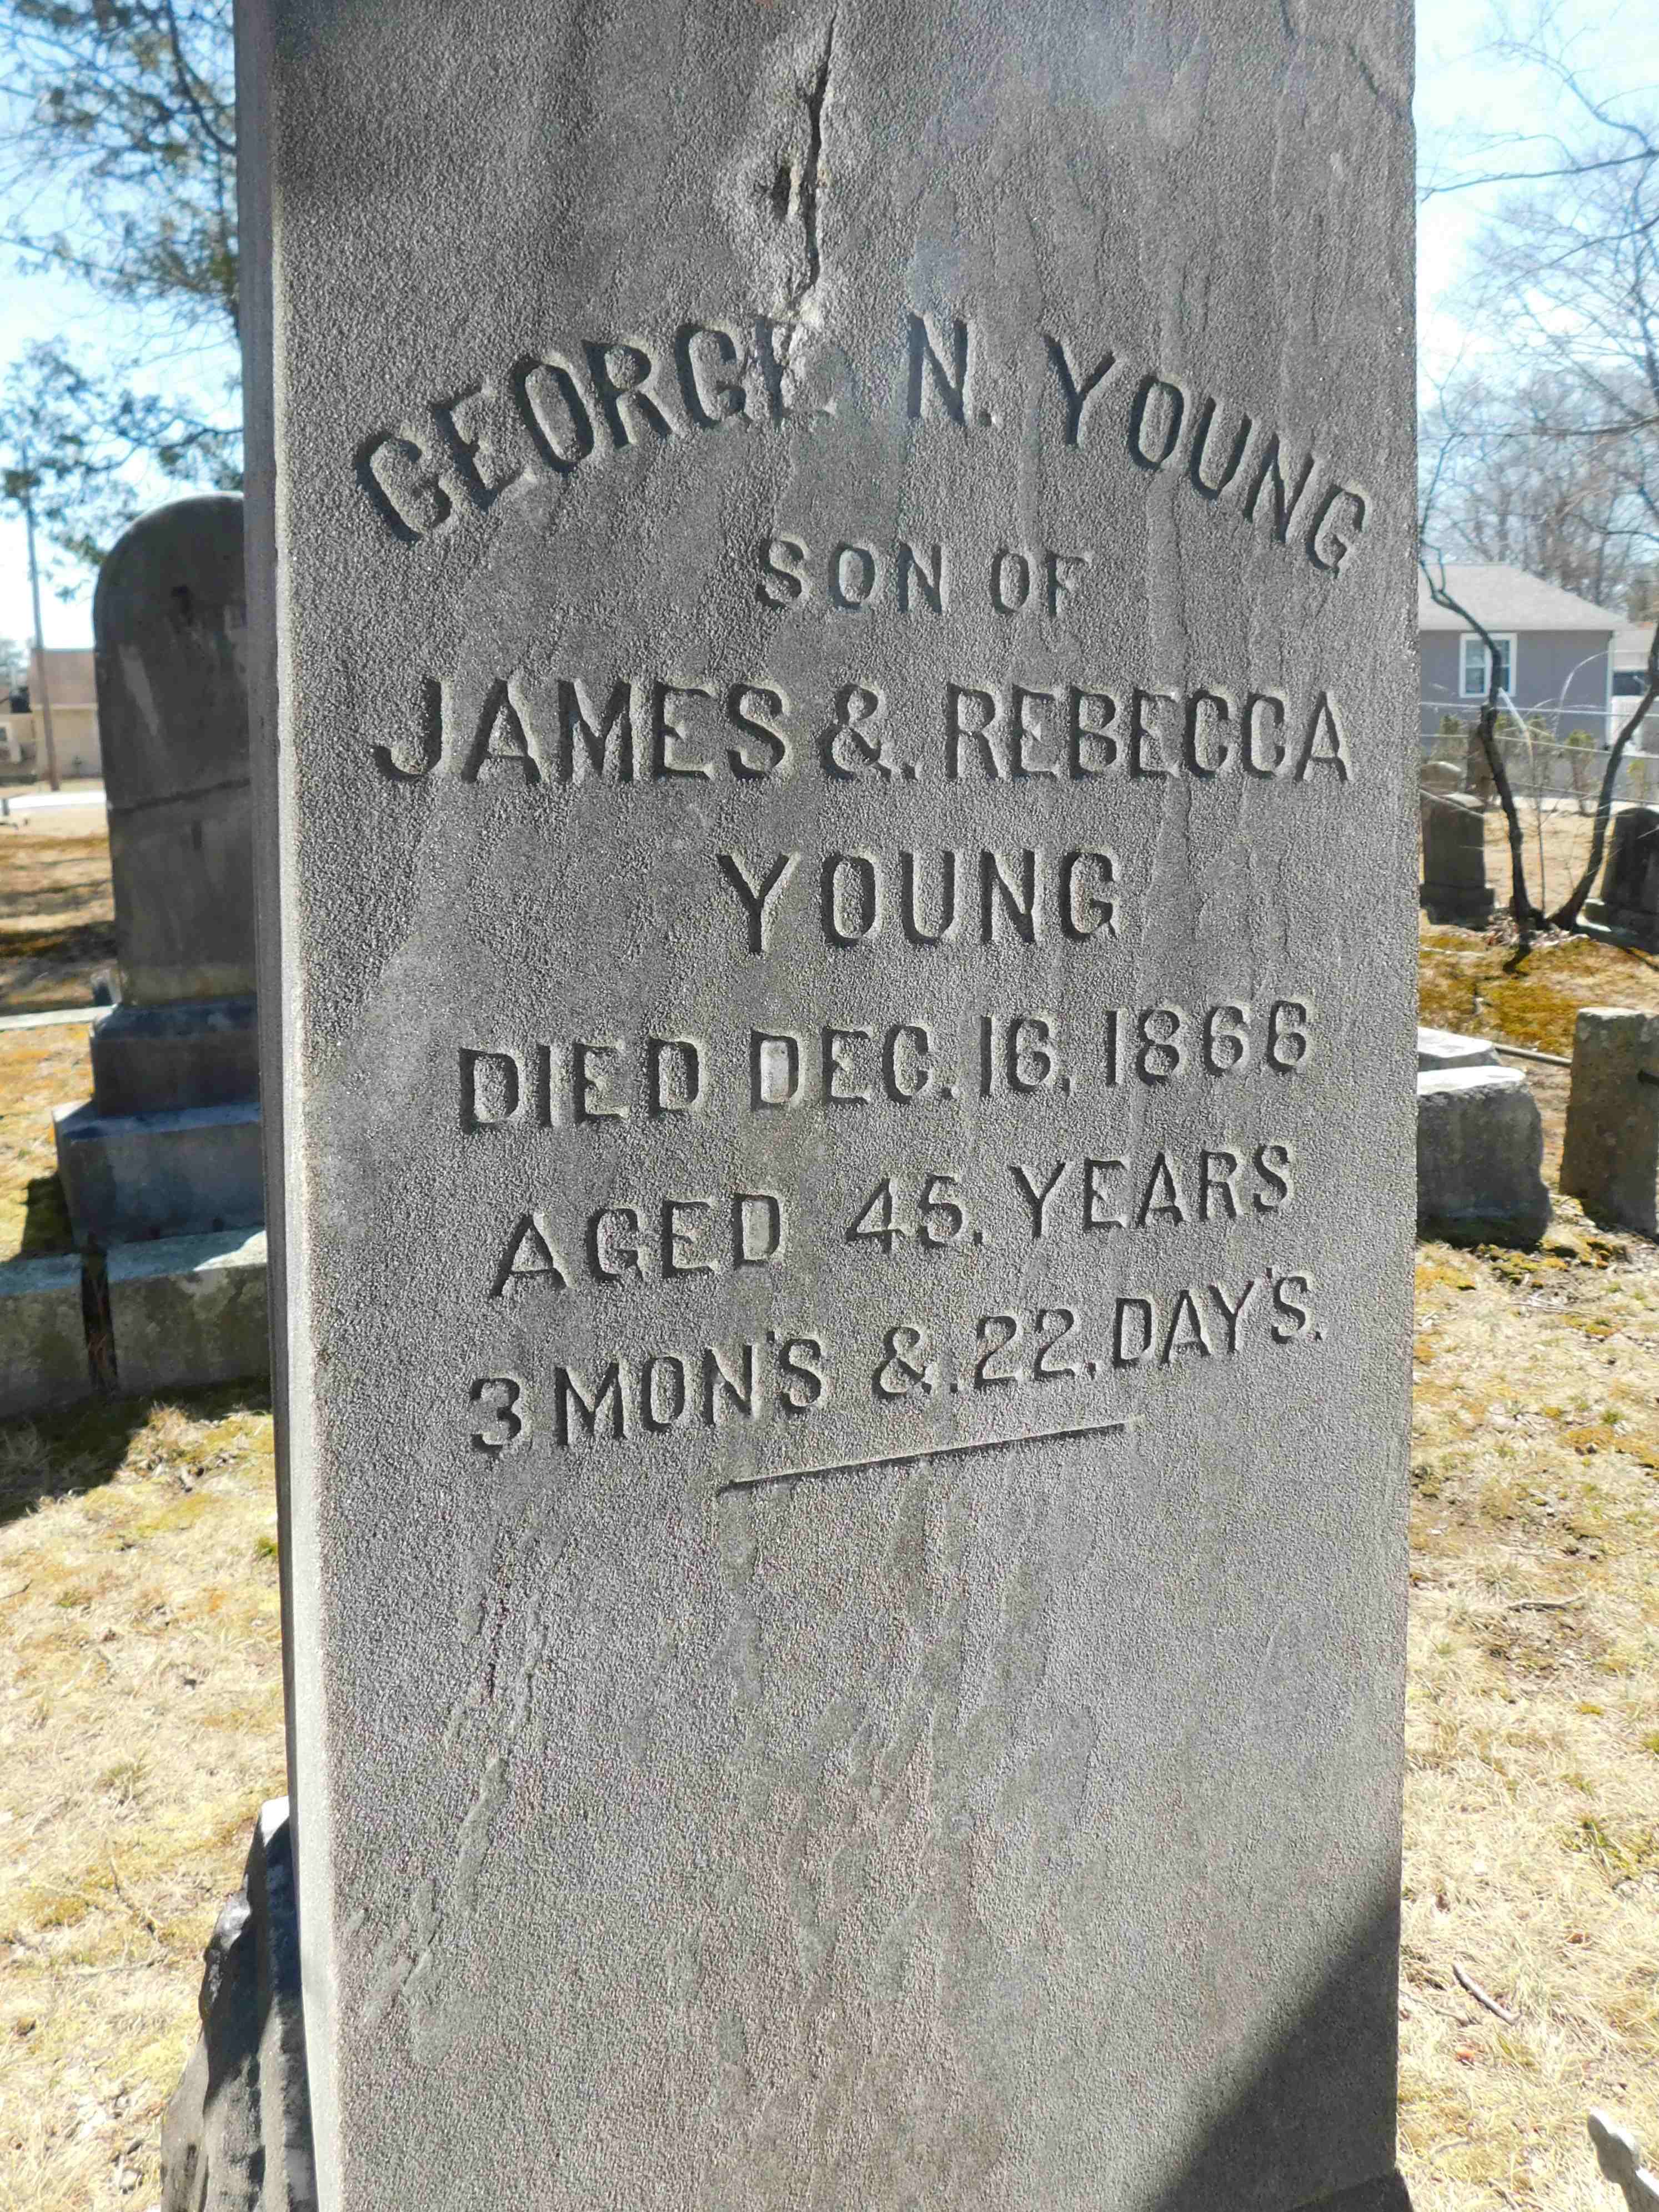 GEORGE N. YOUNG
SON OF
JAMES &. REBECCA
YOUNG
DIED DEC. 16, 1866
AGED 45. YEARS
3 MON'S &. 22. DAY'S.